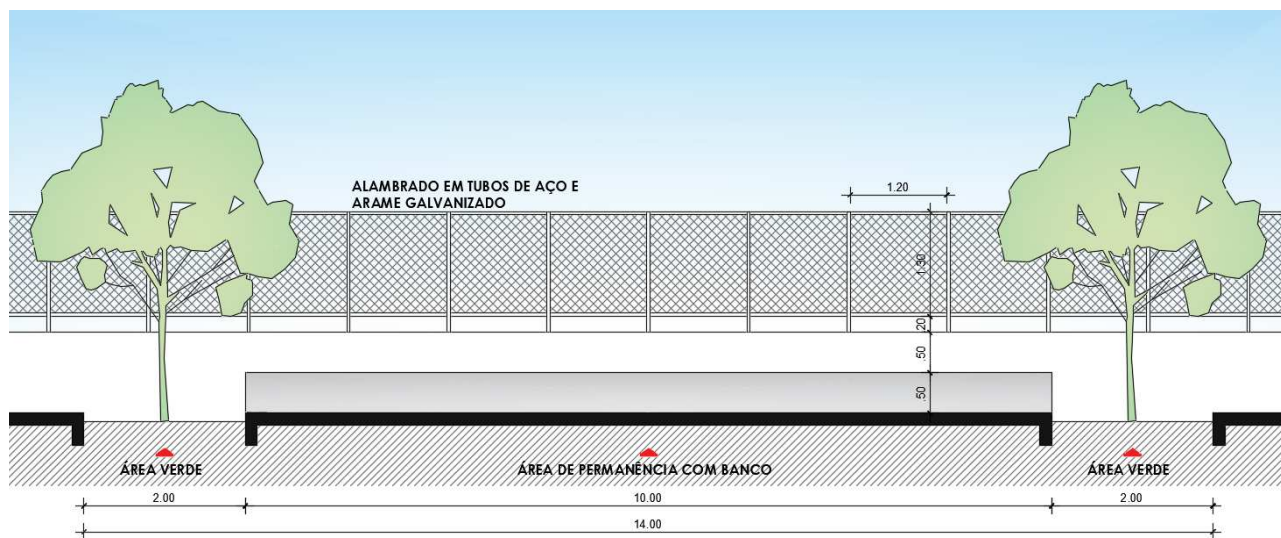 ALAMBRADO EM TUBOS DE AÇO E
ARAME GALVANIZADO
1.20
1.30
.20
.50
.50
ÁREA VERDE
ÁREA DE PERMANÊNCIA COM BANCO
ÁREA VERDE
2.00
10.00
2.00
14.00